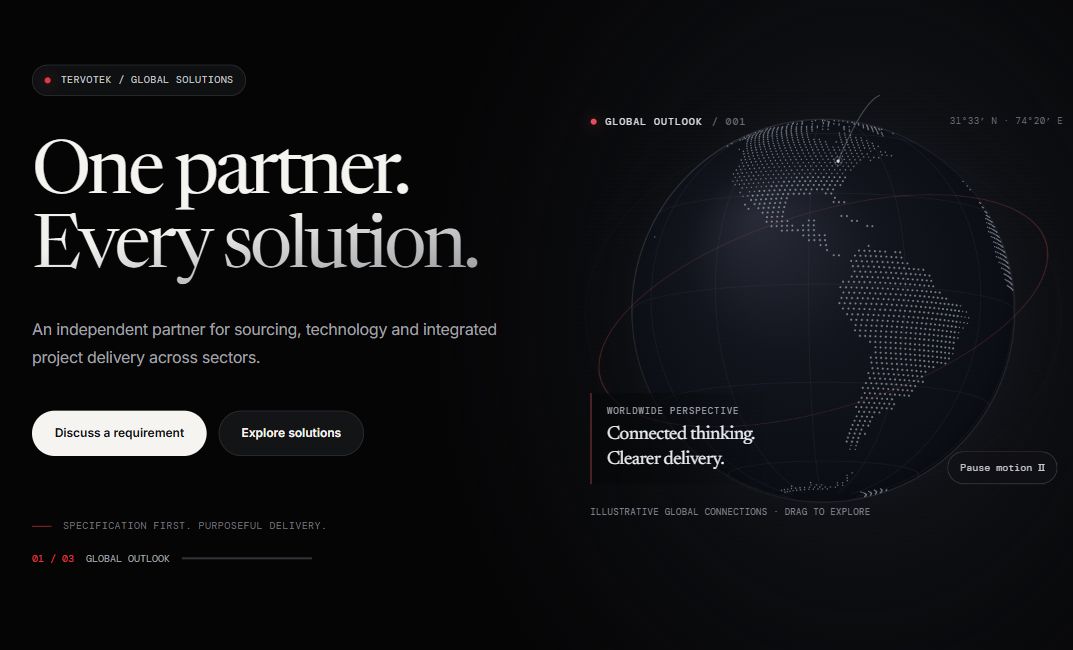 TERVOTEK / GLOBAL SOLUTIONS
One partner.
Every solution.
An independent partner for sourcing, technology and integrated
project delivery across sectors.
Discuss a requirement
Explore solutions
SPECIFICATION FIRST. PURPOSEFUL DELIVERY.
01 / 03 GLOBAL OUTLOOK
GLOBAL OUTLOOK / 001
31°33′ N · 74°20′ E
WORLDWIDE PERSPECTIVE
Connected thinking.
Clearer delivery.
Pause motion Ⅱ
ILLUSTRATIVE GLOBAL CONNECTIONS · DRAG TO EXPLORE